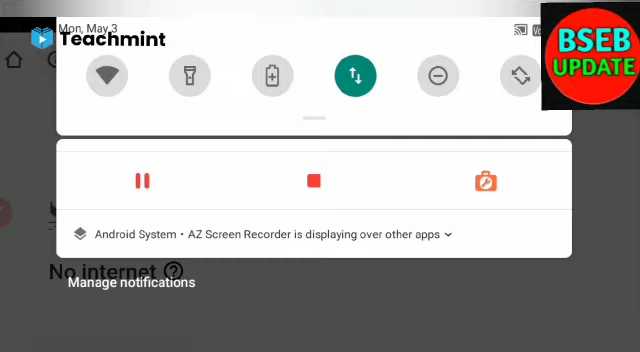 Mon, May 3
Teachmint
BSEB
UPDATE
Android System • AZ Screen Recorder is displaying over other apps
No internet
Manage notifications